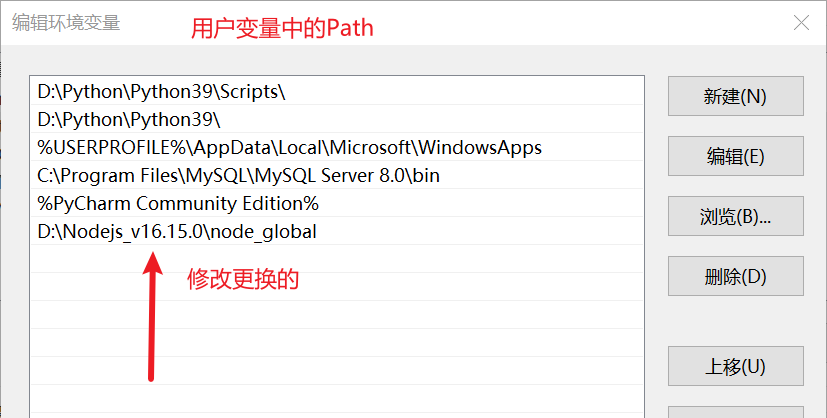 编辑环境变量
用户变量中的Path
D:\Python\Python39\Scripts\
D:\Python\Python39\
%USERPROFILE%\AppData\Local\Microsoft\WindowsApps
C:\Program Files\MySQL\MySQL Server 8.0\bin
%PyCharm Community Edition%
D:\Nodejs_v16.15.0\node_global
修改更换的
新建(N)
编辑(E)
浏览(B)...
删除(D)
上移(U)